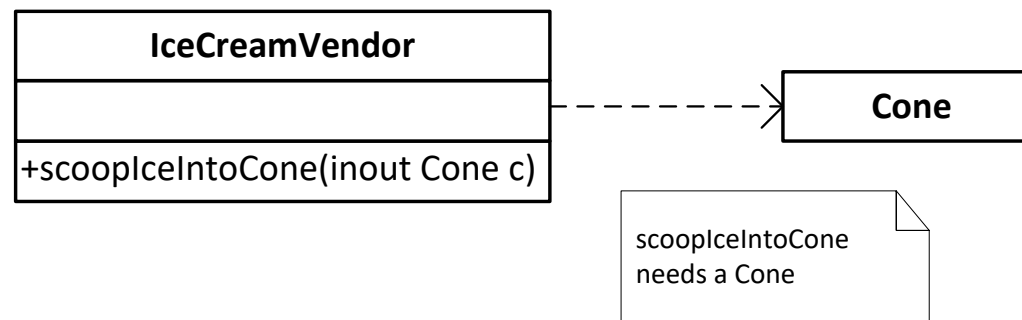 IceCreamVendor
Cone
+scoopIceIntoCone(inout Cone c)
scoopIceIntoCone
needs a Cone